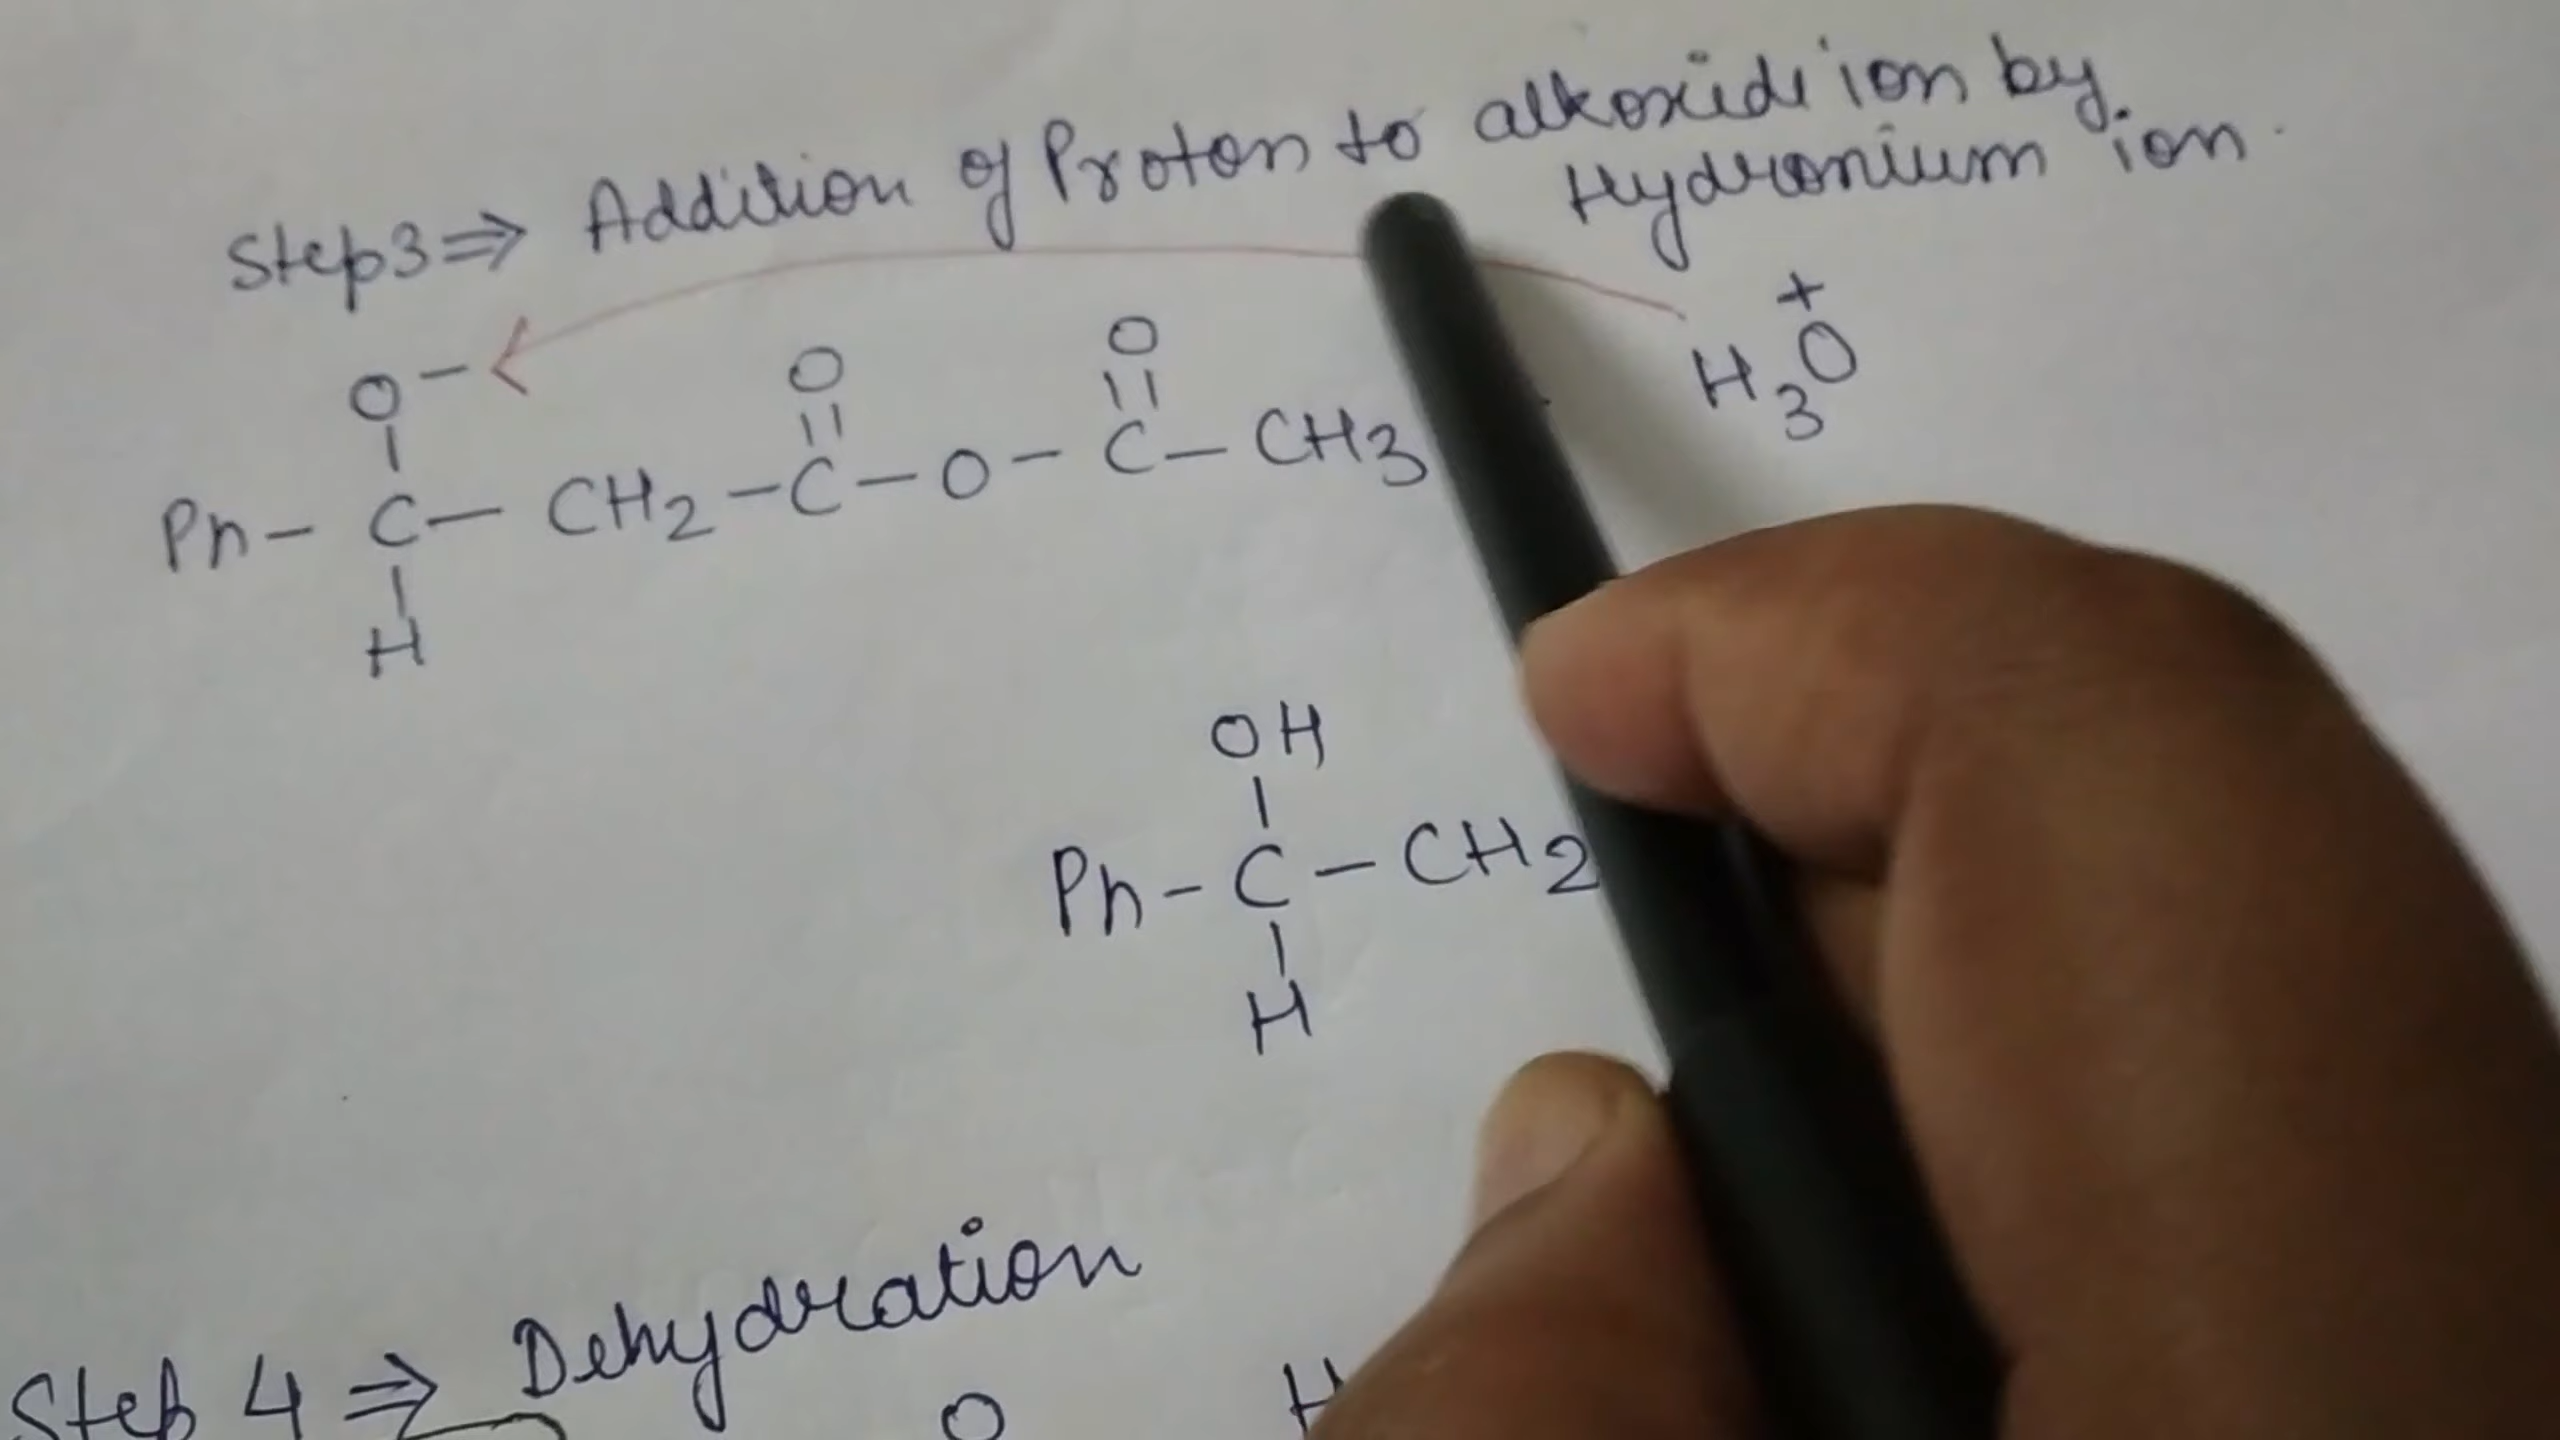 Step3 ⇒ Addition of Proton to alkoxide ion by
Hydronium ion.
O⁻ O O H₃O⁺
| || ||
Ph – C – CH₂ – C – O – C – CH₃
|
H
OH
|
Ph – C – CH₂
|
H
Step 4 ⇒ Dehydration
O H